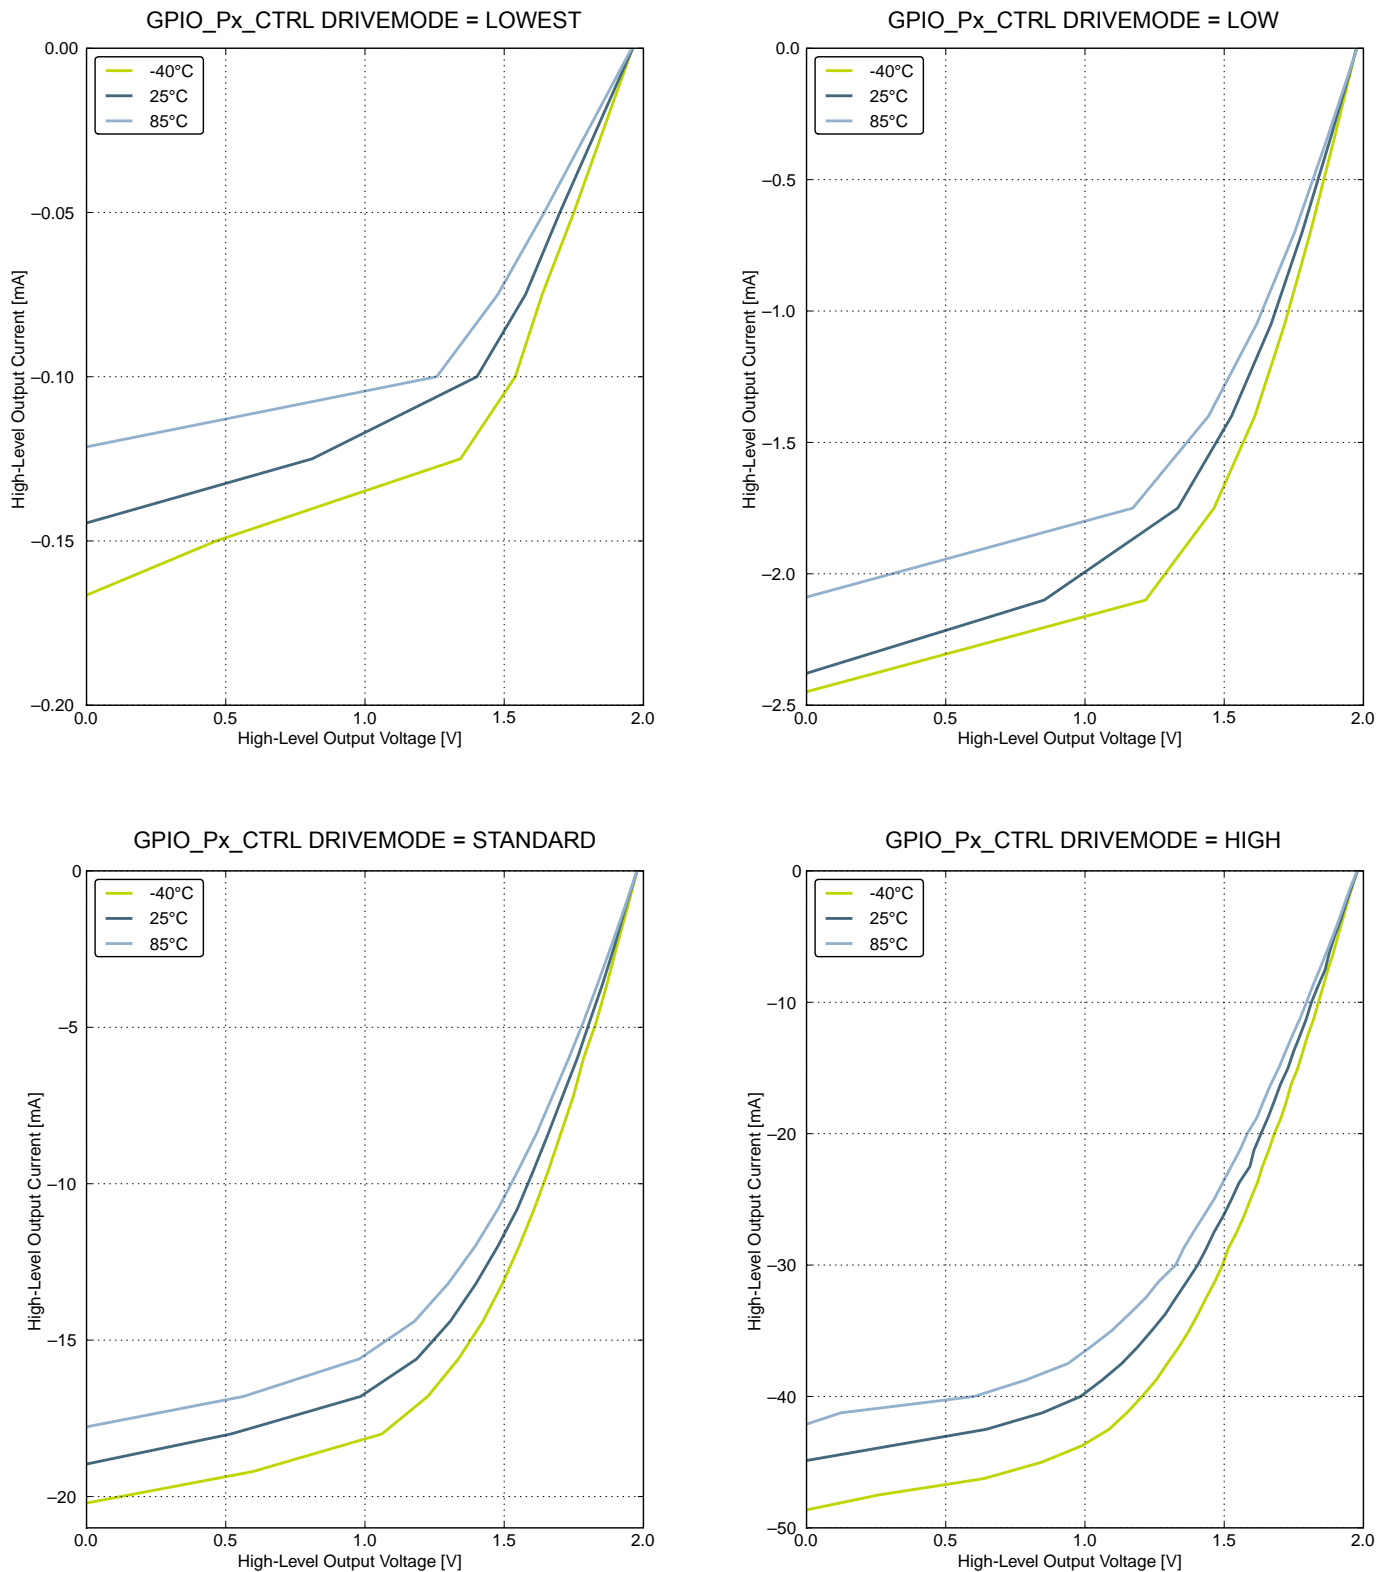 GPIO_Px_CTRL DRIVEMODE = LOWEST
0.00
–0.05
–0.10
–0.15
–0.20
High-Level Output Current [mA]
-40°C
25°C
85°C
0.0 0.5 1.0 1.5 2.0
High-Level Output Voltage [V]
GPIO_Px_CTRL DRIVEMODE = LOW
0.0
–0.5
–1.0
–1.5
–2.0
–2.5
High-Level Output Current [mA]
-40°C
25°C
85°C
0.0 0.5 1.0 1.5 2.0
High-Level Output Voltage [V]
GPIO_Px_CTRL DRIVEMODE = STANDARD
0
–5
–10
–15
–20
High-Level Output Current [mA]
-40°C
25°C
85°C
0.0 0.5 1.0 1.5 2.0
High-Level Output Voltage [V]
GPIO_Px_CTRL DRIVEMODE = HIGH
0
–10
–20
–30
–40
–50
High-Level Output Current [mA]
-40°C
25°C
85°C
0.0 0.5 1.0 1.5 2.0
High-Level Output Voltage [V]